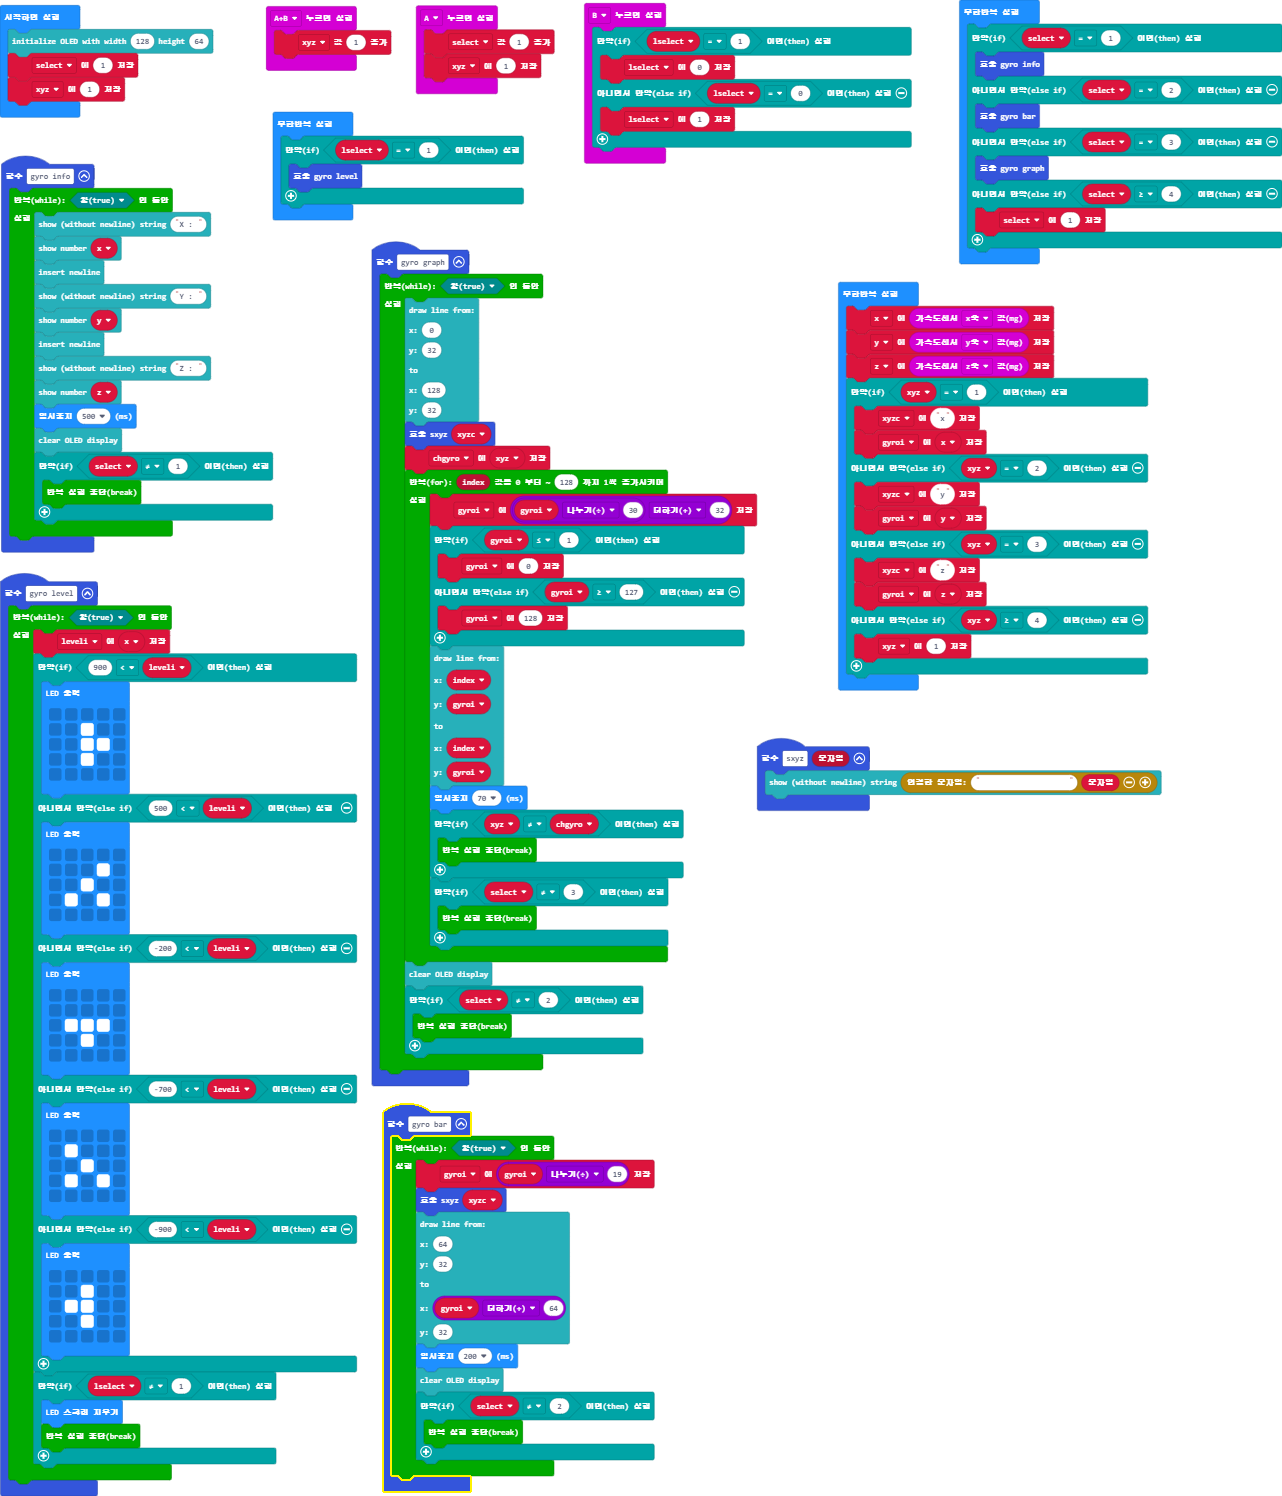 시작하면 실행
initialize OLED with width 128 height 64
select 에 1 저장
xyz 에 1 저장
A+B 누르면 실행
xyz 값 1 증가
A 누르면 실행
select 값 1 증가
xyz 에 1 저장
B 누르면 실행
만약(if) lselect = 1 이면(then) 실행
lselect 에 0 저장
아니면서 만약(else if) lselect = 0 이면(then) 실행
lselect 에 1 저장
무한반복 실행
만약(if) select = 1 이면(then) 실행
호출 gyro info
아니면서 만약(else if) select = 2 이면(then) 실행
호출 gyro bar
아니면서 만약(else if) select = 3 이면(then) 실행
호출 gyro graph
아니면서 만약(else if) select ≥ 4 이면(then) 실행
select 에 1 저장
무한반복 실행
만약(if) lselect = 1 이면(then) 실행
호출 gyro level
함수 gyro info
반복(while): 참(true) 인 동안
실행
show (without newline) string "X : "
show number x
insert newline
show (without newline) string "Y : "
show number y
insert newline
show (without newline) string "Z : "
show number z
일시중지 500 (ms)
clear OLED display
만약(if) select ≠ 1 이면(then) 실행
반복 실행 중단(break)
함수 gyro graph
반복(while): 참(true) 인 동안
실행
draw line from:
x: 0
y: 32
to
x: 128
y: 32
호출 sxyz xyzc
chgyro 에 xyz 저장
반복(for): index 값을 0 부터 ~ 128 까지 1씩 증가시키며
실행
gyroi 에 gyroi 나누기(÷) 30 더하기(+) 32 저장
만약(if) gyroi ≤ 1 이면(then) 실행
gyroi 에 0 저장
아니면서 만약(else if) gyroi ≥ 127 이면(then) 실행
gyroi 에 128 저장
draw line from:
x: index
y: gyroi
to
x: index
y: gyroi
일시중지 70 (ms)
만약(if) xyz ≠ chgyro 이면(then) 실행
반복 실행 중단(break)
만약(if) select ≠ 3 이면(then) 실행
반복 실행 중단(break)
clear OLED display
만약(if) select ≠ 2 이면(then) 실행
반복 실행 중단(break)
무한반복 실행
x 에 가속도센서 x축 값(mg) 저장
y 에 가속도센서 y축 값(mg) 저장
z 에 가속도센서 z축 값(mg) 저장
만약(if) xyz = 1 이면(then) 실행
xyzc 에 "x" 저장
gyroi 에 x 저장
아니면서 만약(else if) xyz = 2 이면(then) 실행
xyzc 에 "y" 저장
gyroi 에 y 저장
아니면서 만약(else if) xyz = 3 이면(then) 실행
xyzc 에 "z" 저장
gyroi 에 z 저장
아니면서 만약(else if) xyz ≥ 4 이면(then) 실행
xyz 에 1 저장
함수 sxyz 문자열
show (without newline) string 연결한 문자열: " " 문자열
함수 gyro level
반복(while): 참(true) 인 동안
실행
leveli 에 x 저장
만약(if) 900 < leveli 이면(then) 실행
LED 출력
아니면서 만약(else if) 500 < leveli 이면(then) 실행
LED 출력
아니면서 만약(else if) -200 < leveli 이면(then) 실행
LED 출력
아니면서 만약(else if) -700 < leveli 이면(then) 실행
LED 출력
아니면서 만약(else if) -900 < leveli 이면(then) 실행
LED 출력
만약(if) lselect ≠ 1 이면(then) 실행
LED 스크린 지우기
반복 실행 중단(break)
함수 gyro bar
반복(while): 참(true) 인 동안
실행
gyroi 에 gyroi 나누기(÷) 19 저장
호출 sxyz xyzc
draw line from:
x: 64
y: 32
to
x: gyroi 더하기(+) 64
y: 32
일시중지 200 (ms)
clear OLED display
만약(if) select ≠ 2 이면(then) 실행
반복 실행 중단(break)